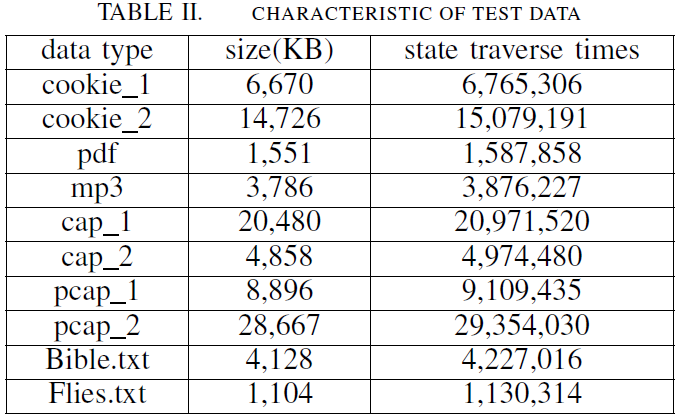 TABLE II. CHARACTERISTIC OF TEST DATA
data type size(KB) state traverse times
cookie_1 6,670 6,765,306
cookie_2 14,726 15,079,191
pdf 1,551 1,587,858
mp3 3,786 3,876,227
cap_1 20,480 20,971,520
cap_2 4,858 4,974,480
pcap_1 8,896 9,109,435
pcap_2 28,667 29,354,030
Bible.txt 4,128 4,227,016
Flies.txt 1,104 1,130,314